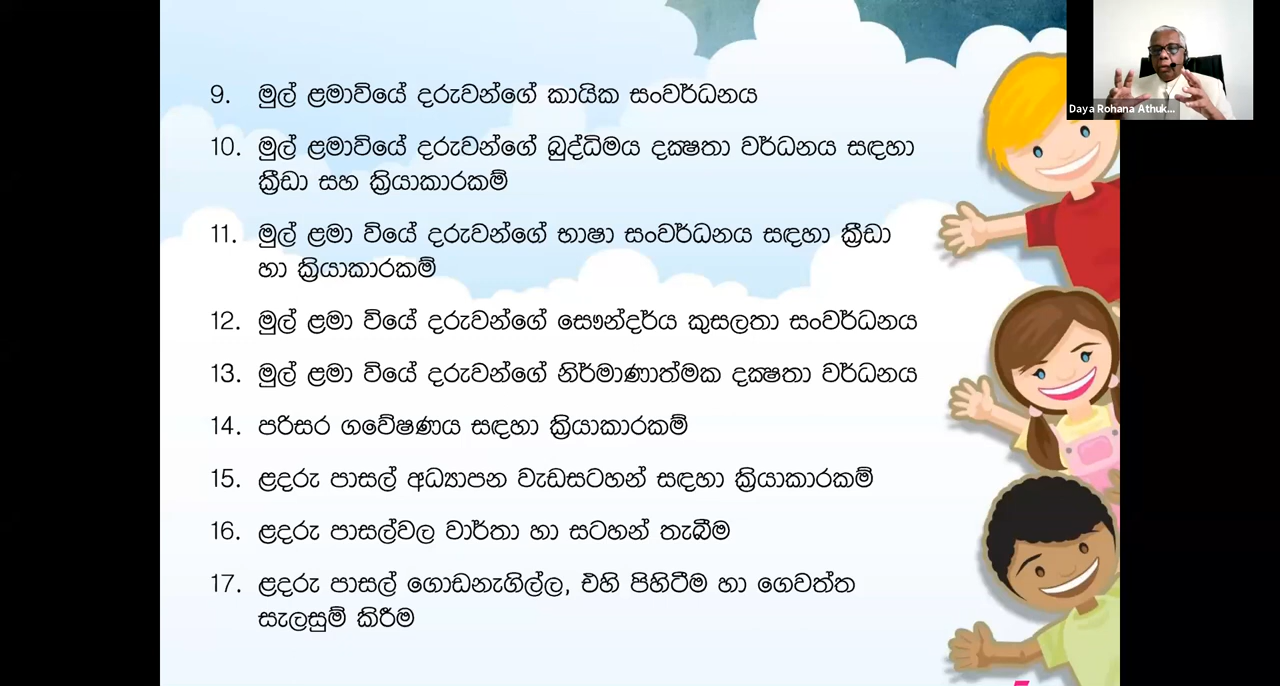 9. මුල් ළමාවියේ දරුවන්ගේ කායික සංවර්ධනය
10. මුල් ළමාවියේ දරුවන්ගේ බුද්ධිමය දක්ෂතා වර්ධනය සඳහා
ක්‍රීඩා සහ ක්‍රියාකාරකම්
11. මුල් ළමා වියේ දරුවන්ගේ භාෂා සංවර්ධනය සඳහා ක්‍රීඩා
හා ක්‍රියාකාරකම්
12. මුල් ළමා වියේ දරුවන්ගේ සෞන්දර්ය කුසලතා සංවර්ධනය
13. මුල් ළමා වියේ දරුවන්ගේ නිර්මාණාත්මක දක්ෂතා වර්ධනය
14. පරිසර ගවේෂණය සඳහා ක්‍රියාකාරකම්
15. ළදරු පාසල් අධ්‍යාපන වැඩසටහන් සඳහා ක්‍රියාකාරකම්
16. ළදරු පාසල්වල වාර්තා හා සටහන් තැබීම
17. ළදරු පාසල් ගොඩනැගිල්ල, එහි පිහිටීම හා ගෙවත්ත
සැලසුම් කිරීම
Daya Rohana Athuk...